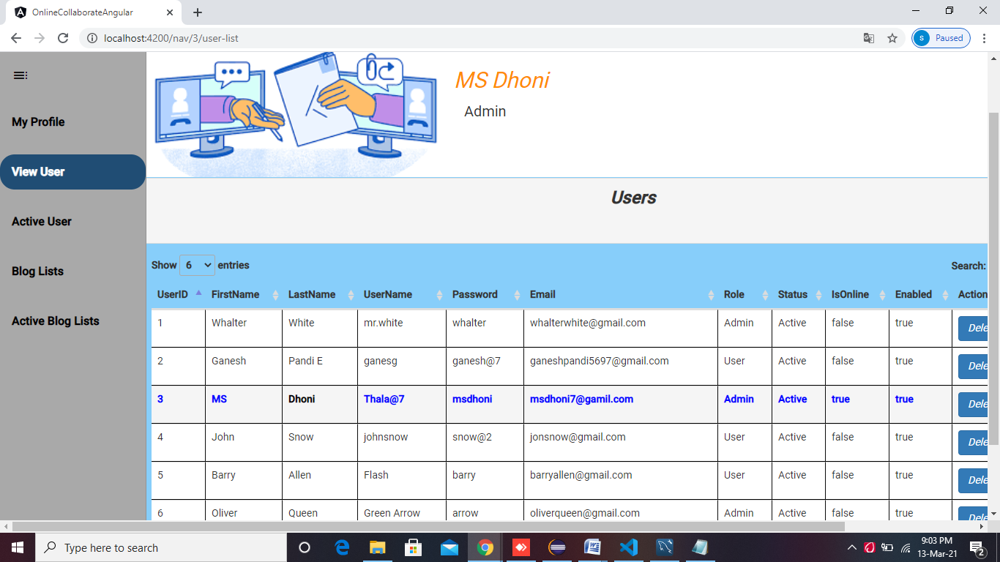 OnlineCollaborateAngular
localhost:4200/nav/3/user-list
s Paused
MS Dhoni
Admin
My Profile
View User
Active User
Blog Lists
Active Blog Lists
Users
Show 6 entries
Search:
UserID FirstName LastName UserName Password Email Role Status IsOnline Enabled Action
1 Whalter White mr.white whalter whalterwhite@gmail.com Admin Active false true Dele
2 Ganesh Pandi E ganesg ganesh@7 ganeshpandi5697@gmail.com User Active false true Dele
3 MS Dhoni Thala@7 msdhoni msdhoni7@gamil.com Admin Active true true Dele
4 John Snow johnsnow snow@2 jonsnow@gmail.com User Active false true Dele
5 Barry Allen Flash barry barryallen@gmail.com User Active false true Dele
6 Oliver Queen Green Arrow arrow oliverqueen@gmail.com Admin Active false true Dele
Type here to search
9:03 PM
13-Mar-21
2